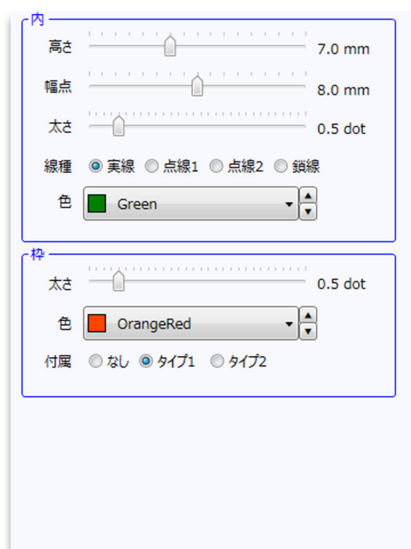 内
高さ 7.0 mm
幅点 8.0 mm
太さ 0.5 dot
線種 実線 点線1 点線2 鎖線
色 Green
枠
太さ 0.5 dot
色 OrangeRed
付属 なし タイプ1 タイプ2